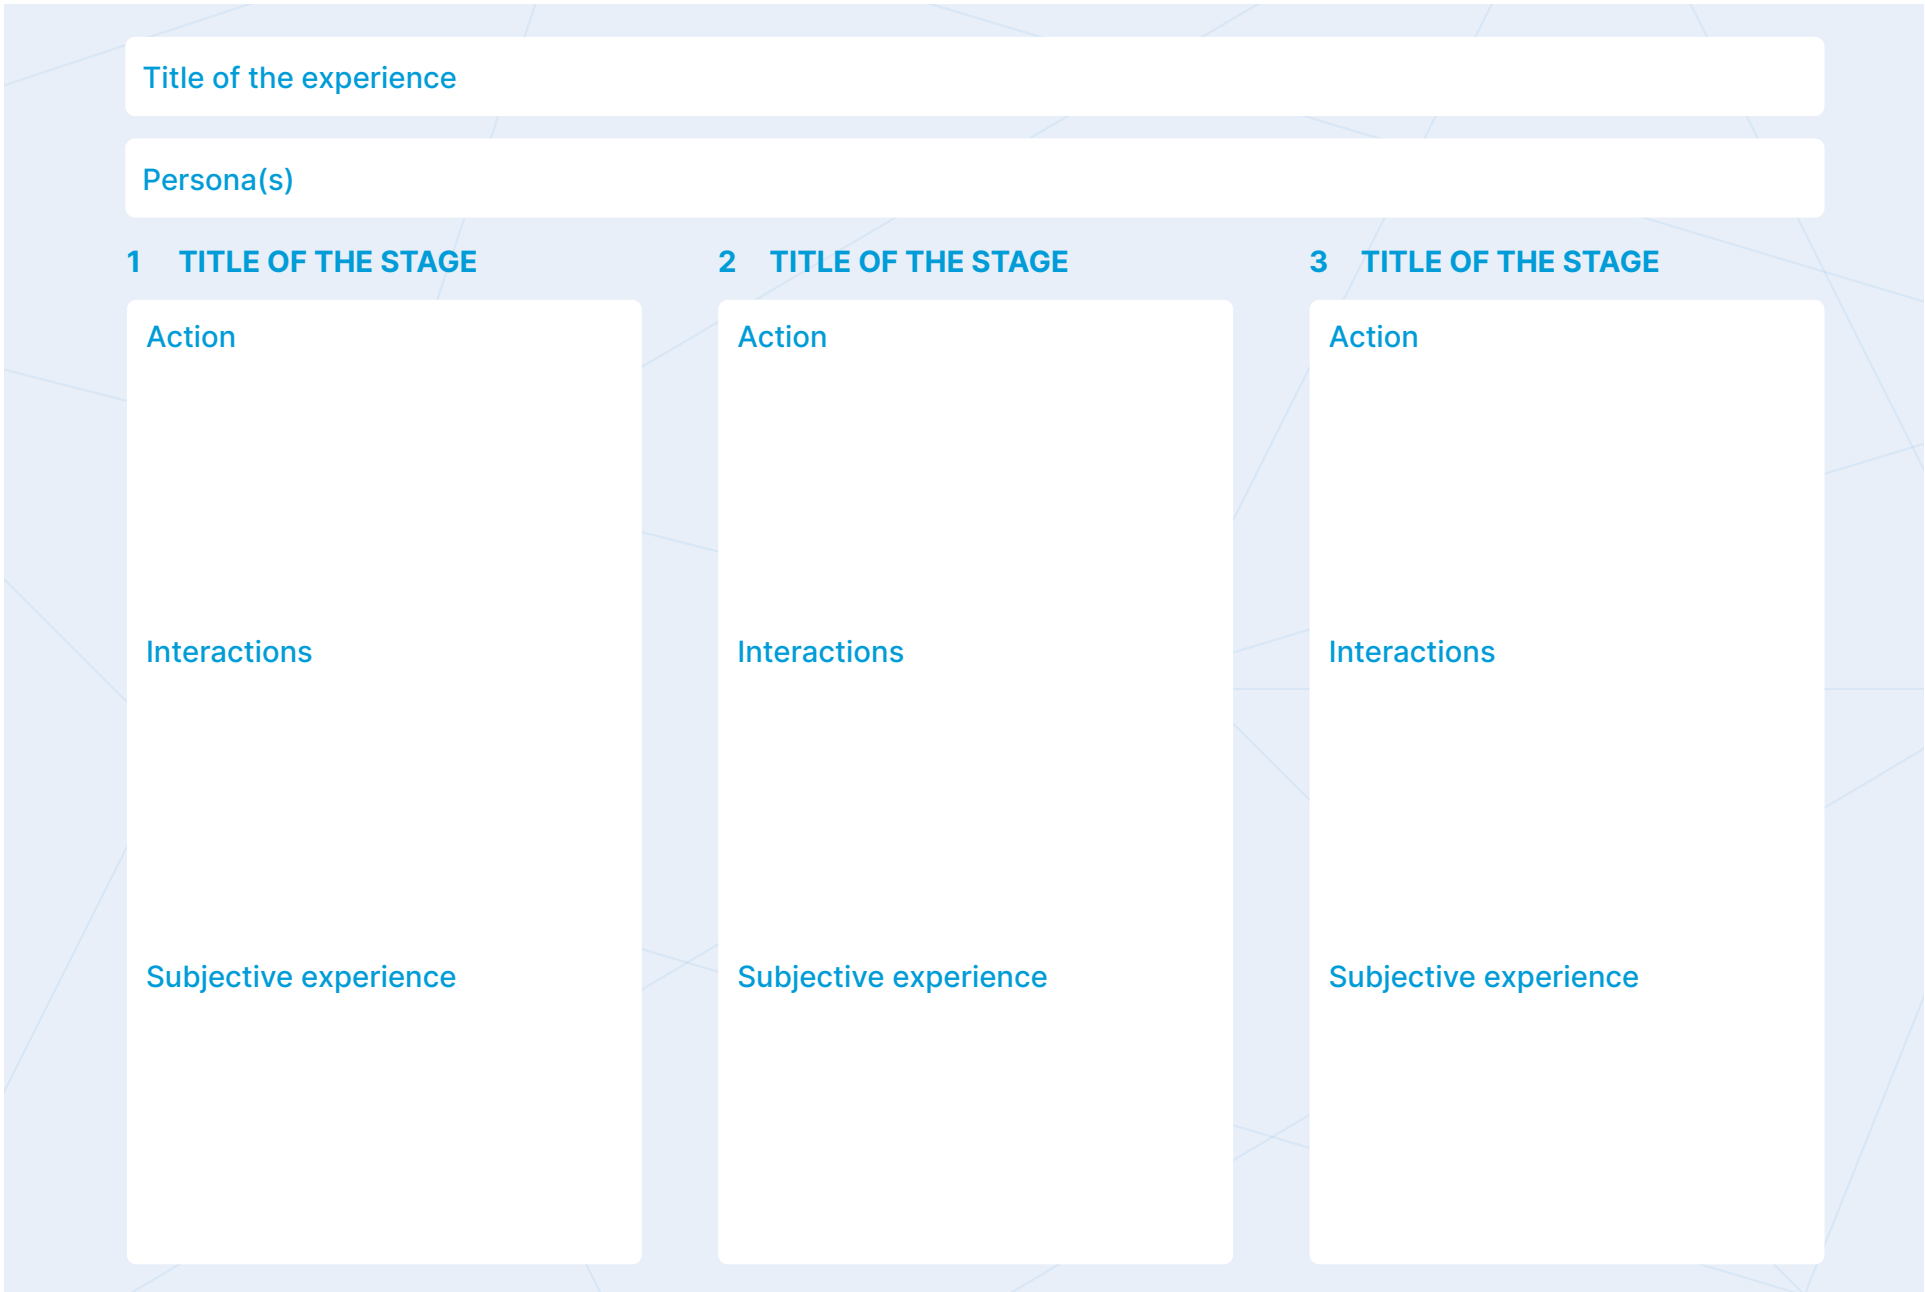 Title of the experience
Persona(s)
1 TITLE OF THE STAGE
Action
Interactions
Subjective experience
2 TITLE OF THE STAGE
Action
Interactions
Subjective experience
3 TITLE OF THE STAGE
Action
Interactions
Subjective experience